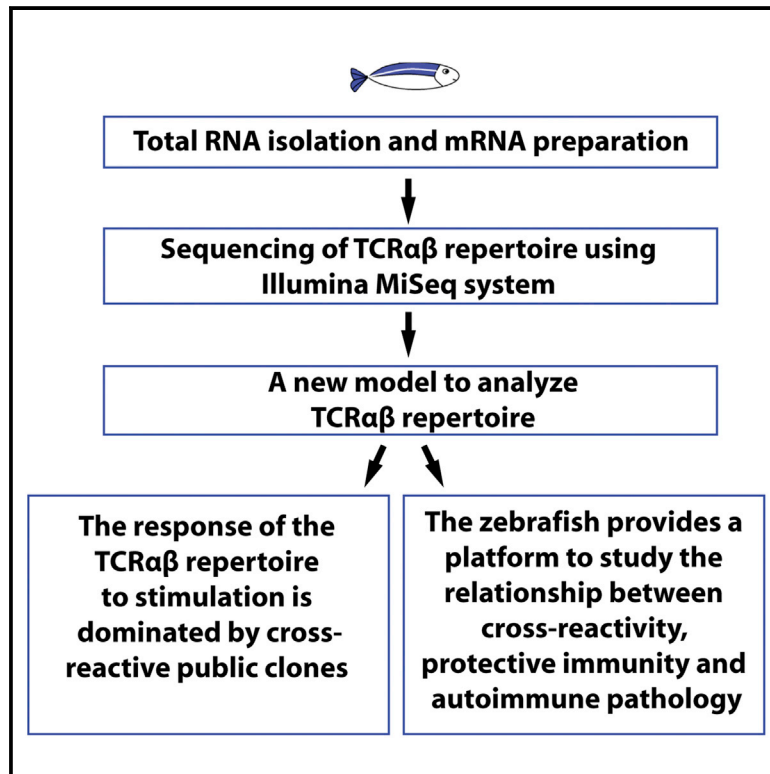 Total RNA isolation and mRNA preparation
Sequencing of TCRαβ repertoire using
Illumina MiSeq system
A new model to analyze
TCRαβ repertoire
The response of the
TCRαβ repertoire
to stimulation is
dominated by cross-
reactive public clones
The zebrafish provides a
platform to study the
relationship between
cross-reactivity,
protective immunity and
autoimmune pathology